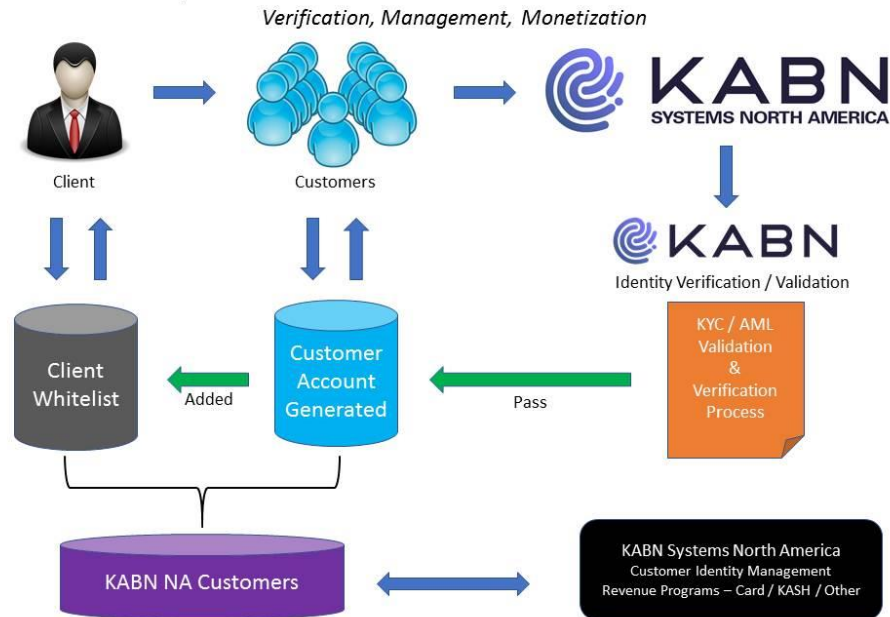 Verification, Management, Monetization
KABN
SYSTEMS NORTH AMERICA
Client
Customers
KABN
Identity Verification / Validation
KYC / AML
Validation
&
Verification
Process
Client
Whitelist
Added
Customer
Account
Generated
Pass
KABN NA Customers
KABN Systems North America
Customer Identity Management
Revenue Programs – Card / KASH / Other